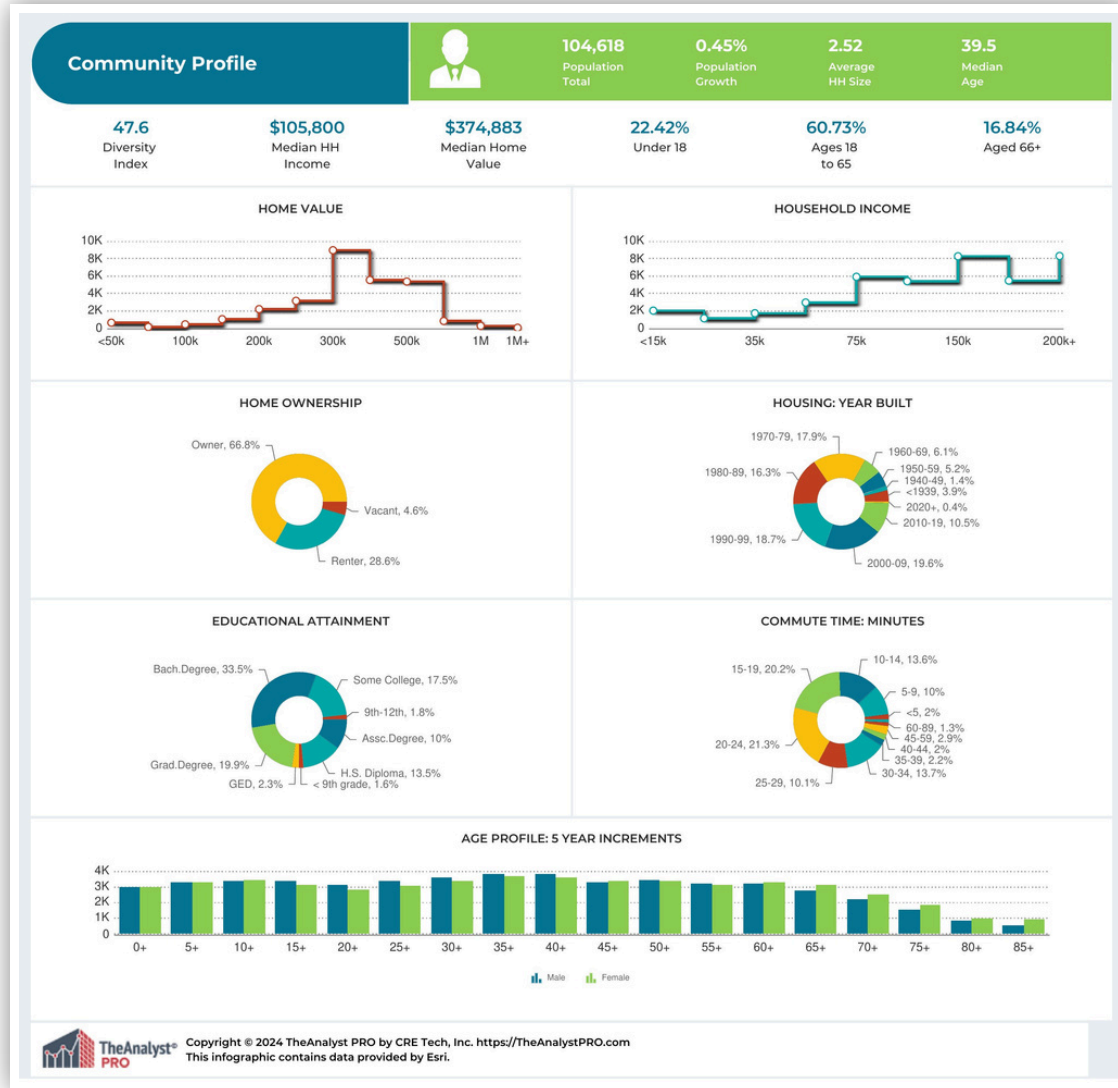 Community Profile
104,618
Population
Total
0.45%
Population
Growth
2.52
Average
HH Size
39.5
Median
Age
47.6
Diversity
Index
$105,800
Median HH
Income
$374,883
Median Home
Value
22.42%
Under 18
60.73%
Ages 18
to 65
16.84%
Aged 66+
HOME VALUE
10K
8K
6K
4K
2K
0
<50k 100k 200k 300k 500k 1M 1M+
HOUSEHOLD INCOME
10K
8K
6K
4K
2K
0
<15k 35k 75k 150k 200k+
HOME OWNERSHIP
Owner, 66.8%
Vacant, 4.6%
Renter, 28.6%
HOUSING: YEAR BUILT
1970-79, 17.9%
1960-69, 6.1%
1950-59, 5.2%
1980-89, 16.3%
1940-49, 1.4%
<1939, 3.9%
2020+, 0.4%
2010-19, 10.5%
1990-99, 18.7%
2000-09, 19.6%
EDUCATIONAL ATTAINMENT
Bach.Degree, 33.5%
Some College, 17.5%
9th-12th, 1.8%
Assc.Degree, 10%
Grad.Degree, 19.9%
H.S. Diploma, 13.5%
GED, 2.3%
< 9th grade, 1.6%
COMMUTE TIME: MINUTES
10-14, 13.6%
15-19, 20.2%
5-9, 10%
<5, 2%
60-89, 1.3%
45-59, 2.9%
20-24, 21.3%
40-44, 2%
35-39, 2.2%
30-34, 13.7%
25-29, 10.1%
AGE PROFILE: 5 YEAR INCREMENTS
4K
3K
2K
1K
0
0+ 5+ 10+ 15+ 20+ 25+ 30+ 35+ 40+ 45+ 50+ 55+ 60+ 65+ 70+ 75+ 80+ 85+
Male Female
TheAnalyst®
PRO
Copyright © 2024 TheAnalyst PRO by CRE Tech, Inc. https://TheAnalystPRO.com
This infographic contains data provided by Esri.